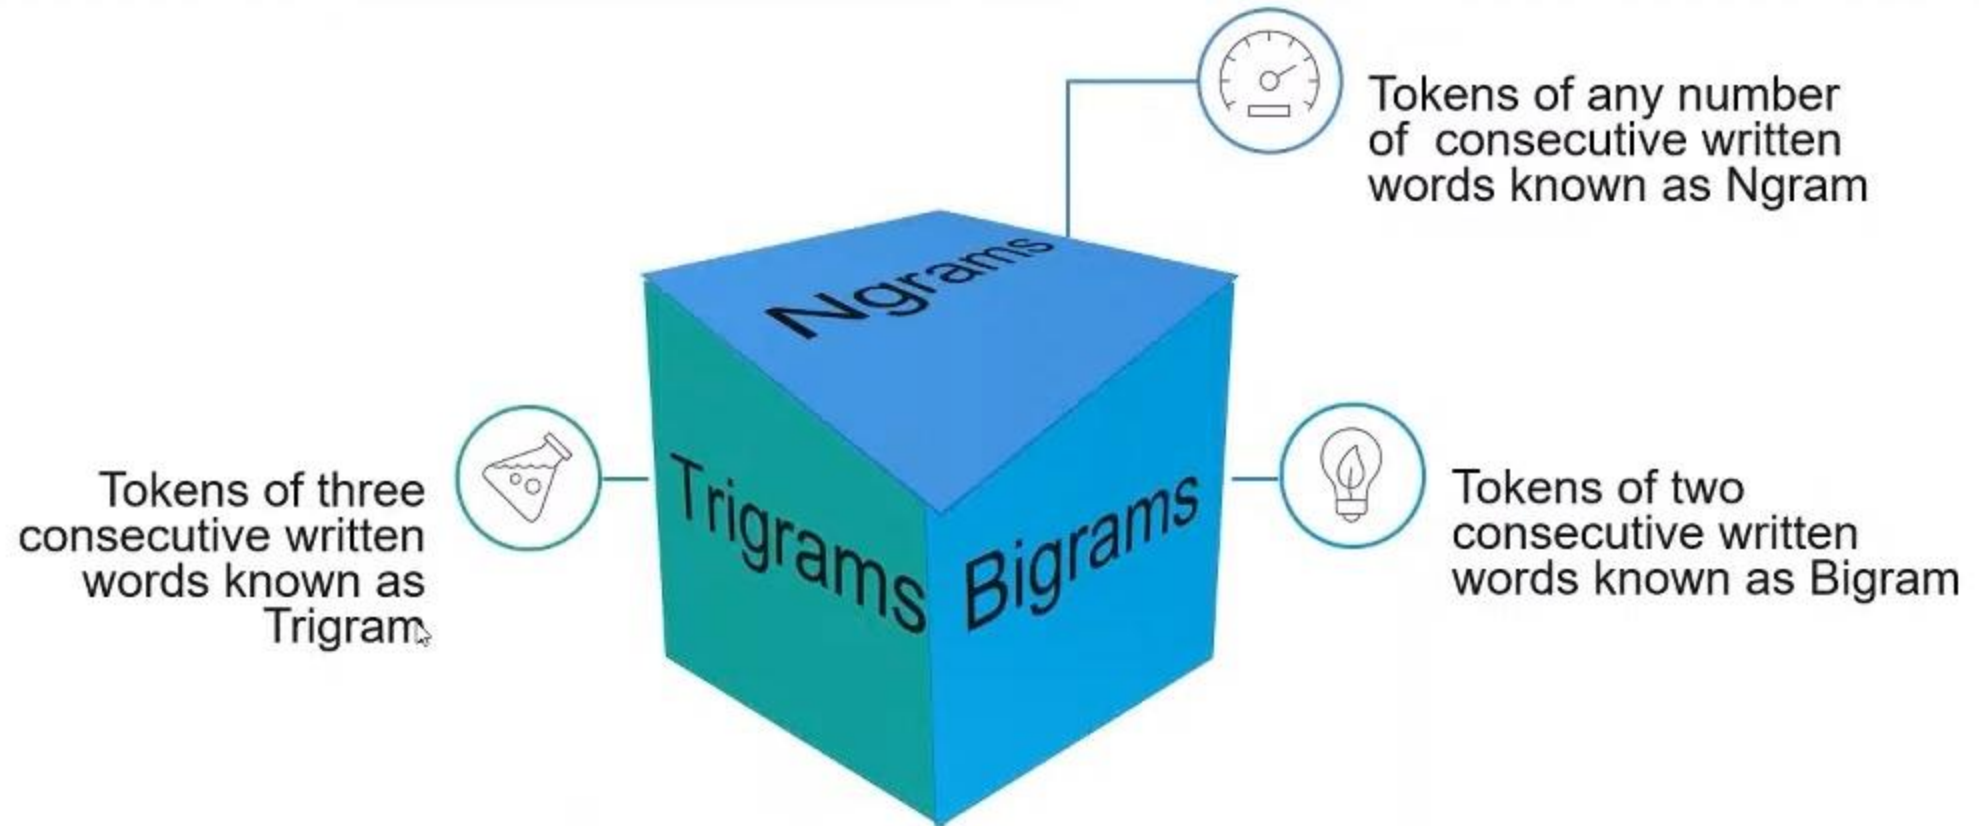 Tokens of any number
of consecutive written
words known as Ngram
Ngrams
Tokens of three
consecutive written
words known as
Trigram
Trigrams
Bigrams
Tokens of two
consecutive written
words known as Bigram